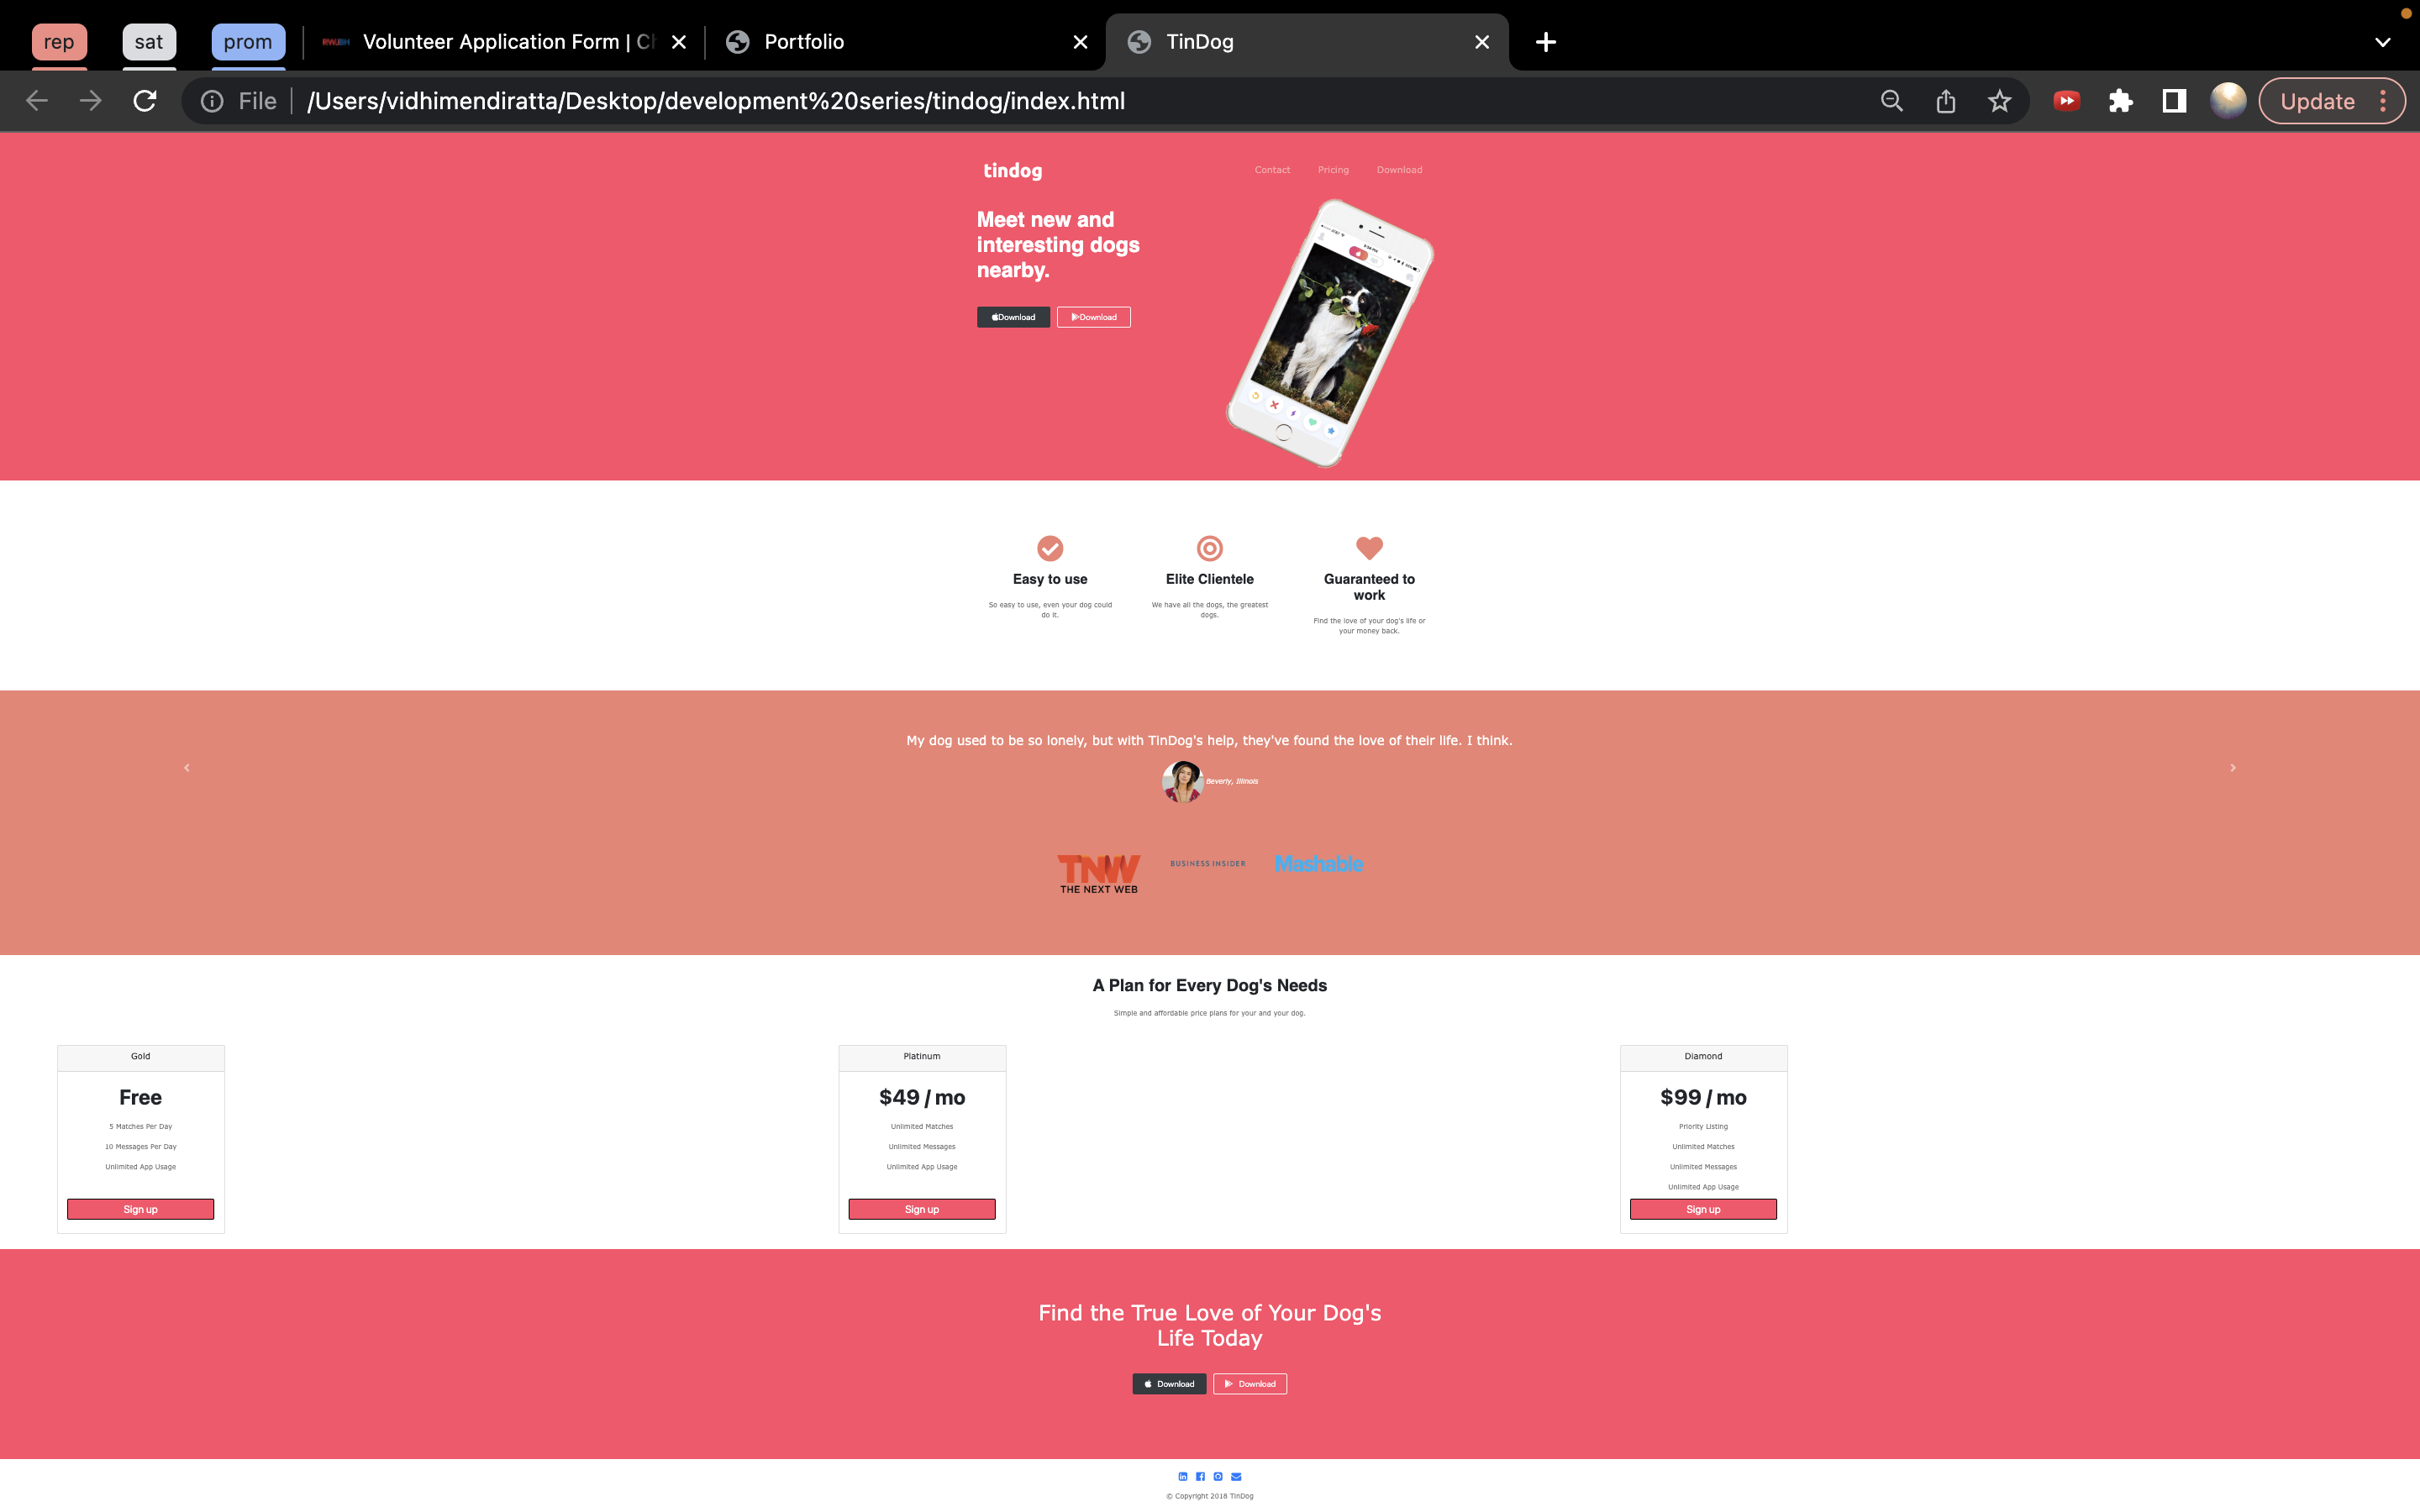 rep sat prom Volunteer Application Form | Ch Portfolio TinDog
File /Users/vidhimendiratta/Desktop/development%20series/tindog/index.html Update
tindog Contact Pricing Download
Meet new and
interesting dogs
nearby.
Download Download
Easy to use
So easy to use, even your dog could
do it.
Elite Clientele
We have all the dogs, the greatest
dogs.
Guaranteed to
work
Find the love of your dog's life or
your money back.
My dog used to be so lonely, but with TinDog's help, they've found the love of their life. I think.
Beverly, Illinois
TNW
THE NEXT WEB
BUSINESS INSIDER
Mashable
A Plan for Every Dog's Needs
Simple and affordable price plans for your and your dog.
Gold
Free
5 Matches Per Day
10 Messages Per Day
Unlimited App Usage
Sign up
Platinum
$49 / mo
Unlimited Matches
Unlimited Messages
Unlimited App Usage
Sign up
Diamond
$99 / mo
Priority Listing
Unlimited Matches
Unlimited Messages
Unlimited App Usage
Sign up
Find the True Love of Your Dog's
Life Today
Download Download
© Copyright 2018 TinDog